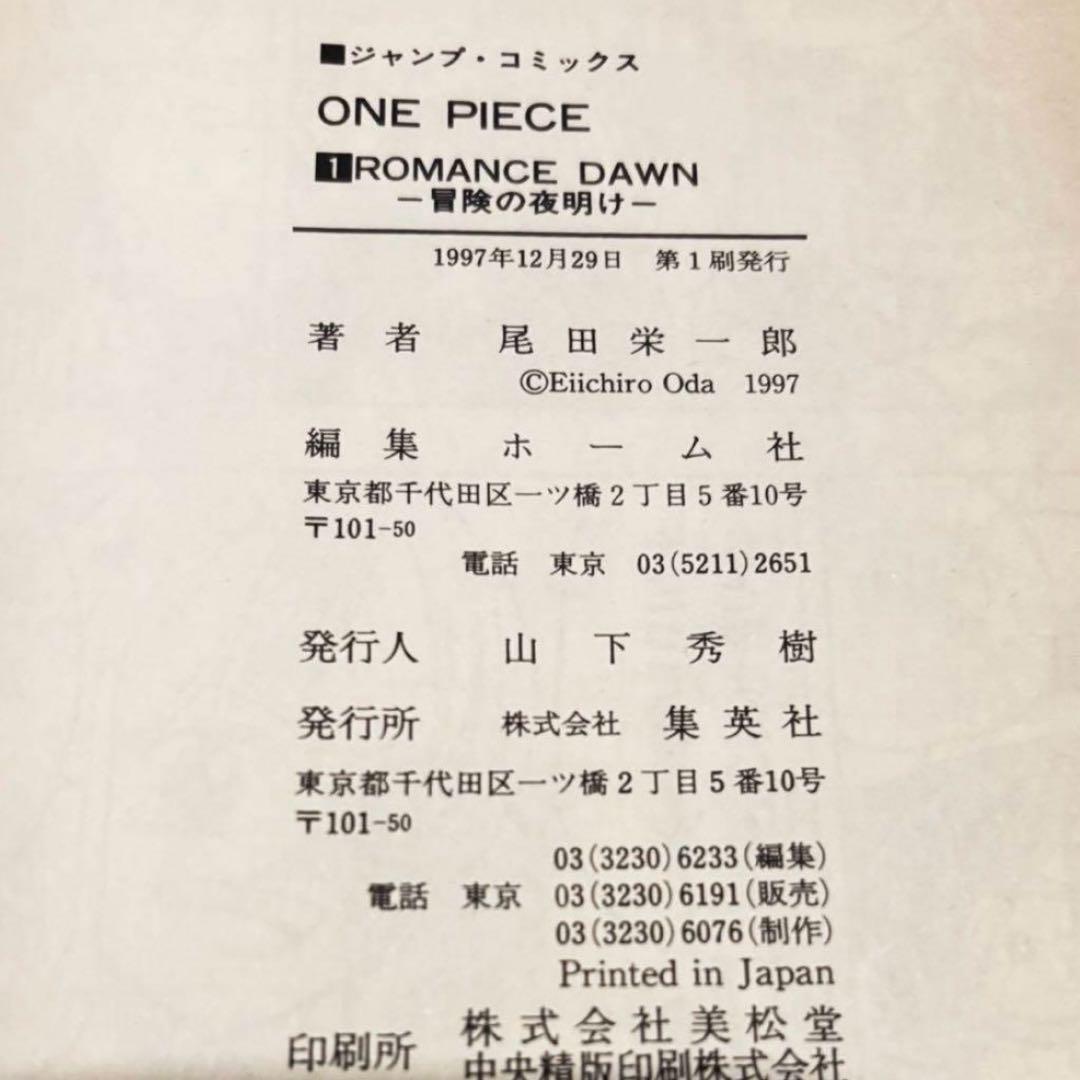 ■ジャンプ・コミックス
ONE PIECE
1 ROMANCE DAWN
―冒険の夜明け―
1997年12月29日 第1刷発行
著者 尾田栄一郎
©Eiichiro Oda 1997
編集 ホーム社
東京都千代田区一ツ橋2丁目5番10号
〒101-50
電話 東京 03(5211)2651
発行人 山下秀樹
発行所 株式会社 集英社
東京都千代田区一ツ橋2丁目5番10号
〒101-50
03(3230)6233(編集)
電話 東京 03(3230)6191(販売)
03(3230)6076(制作)
Printed in Japan
印刷所 株式会社美松堂
中央精版印刷株式会社